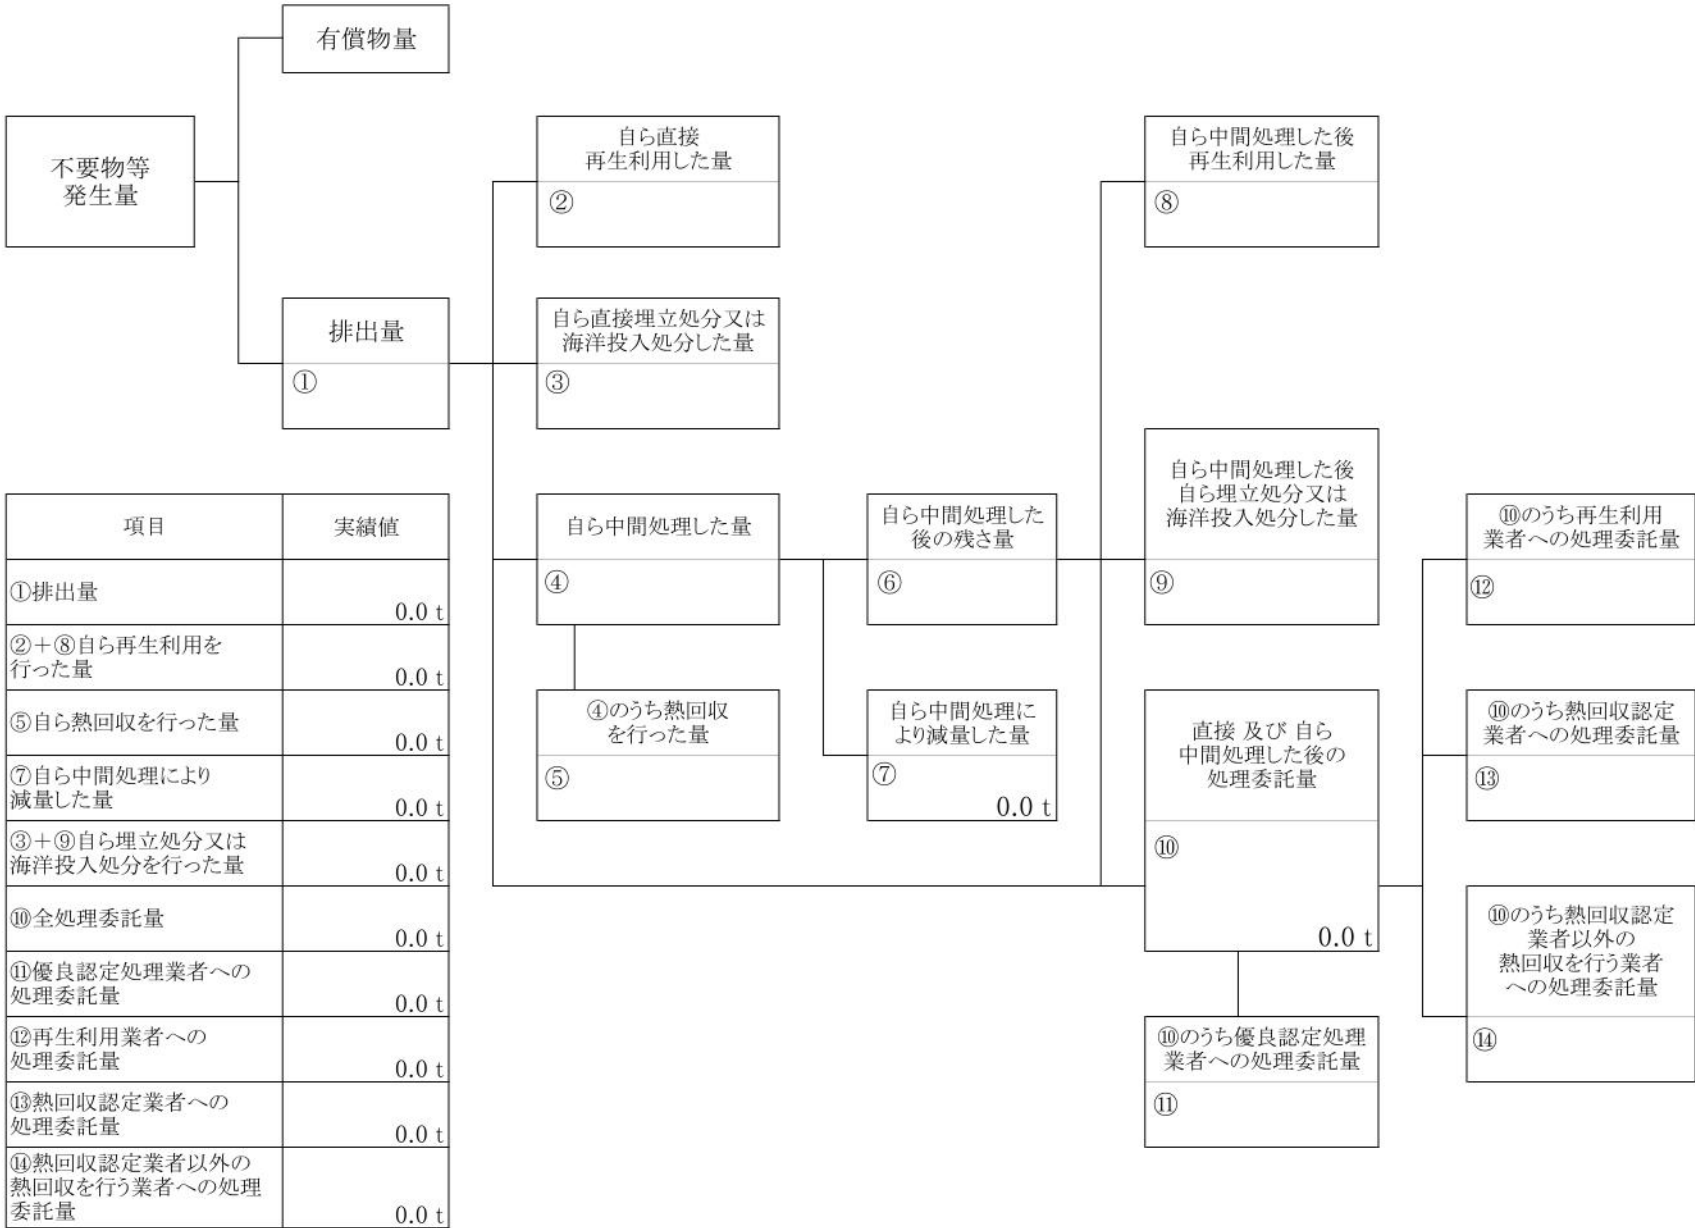 有償物量
不要物等
発生量
自ら直接
再生利用した量
②
自ら中間処理した後
再生利用した量
⑧
排出量
①
自ら直接埋立処分又は
海洋投入処分した量
③
自ら中間処理した量
④
自ら中間処理した
後の残さ量
⑥
自ら中間処理した後
自ら埋立処分又は
海洋投入処分した量
⑨
⑩のうち再生利用
業者への処理委託量
⑫
④のうち熱回収
を行った量
⑤
自ら中間処理に
より減量した量
⑦
0.0 t
直接 及び 自ら
中間処理した後の
処理委託量
⑩
0.0 t
⑩のうち熱回収認定
業者への処理委託量
⑬
⑩のうち熱回収認定
業者以外の
熱回収を行う業者
への処理委託量
⑭
⑩のうち優良認定処理
業者への処理委託量
⑪
項目 実績値
①排出量
0.0 t
②+⑧自ら再生利用を
行った量
0.0 t
⑤自ら熱回収を行った量
0.0 t
⑦自ら中間処理により
減量した量
0.0 t
③+⑨自ら埋立処分又は
海洋投入処分を行った量
0.0 t
⑩全処理委託量
0.0 t
⑪優良認定処理業者への
処理委託量
0.0 t
⑫再生利用業者への
処理委託量
0.0 t
⑬熱回収認定業者への
処理委託量
0.0 t
⑭熱回収認定業者以外の
熱回収を行う業者への処理
委託量
0.0 t